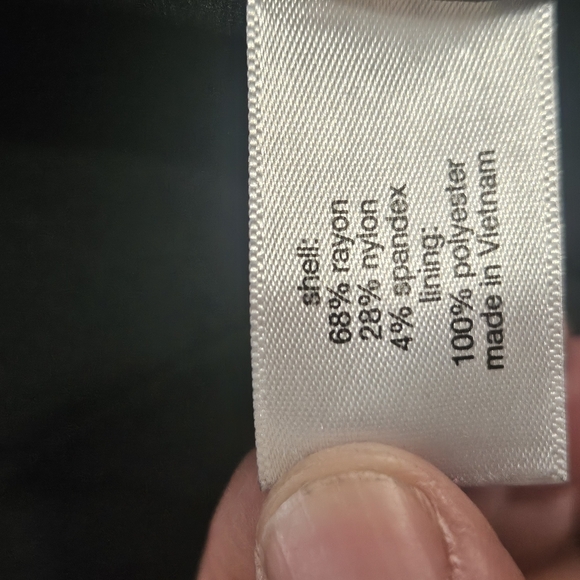 shell:
68% rayon
28% nylon
4% spandex
lining:
100% polyester
made in Vietnam